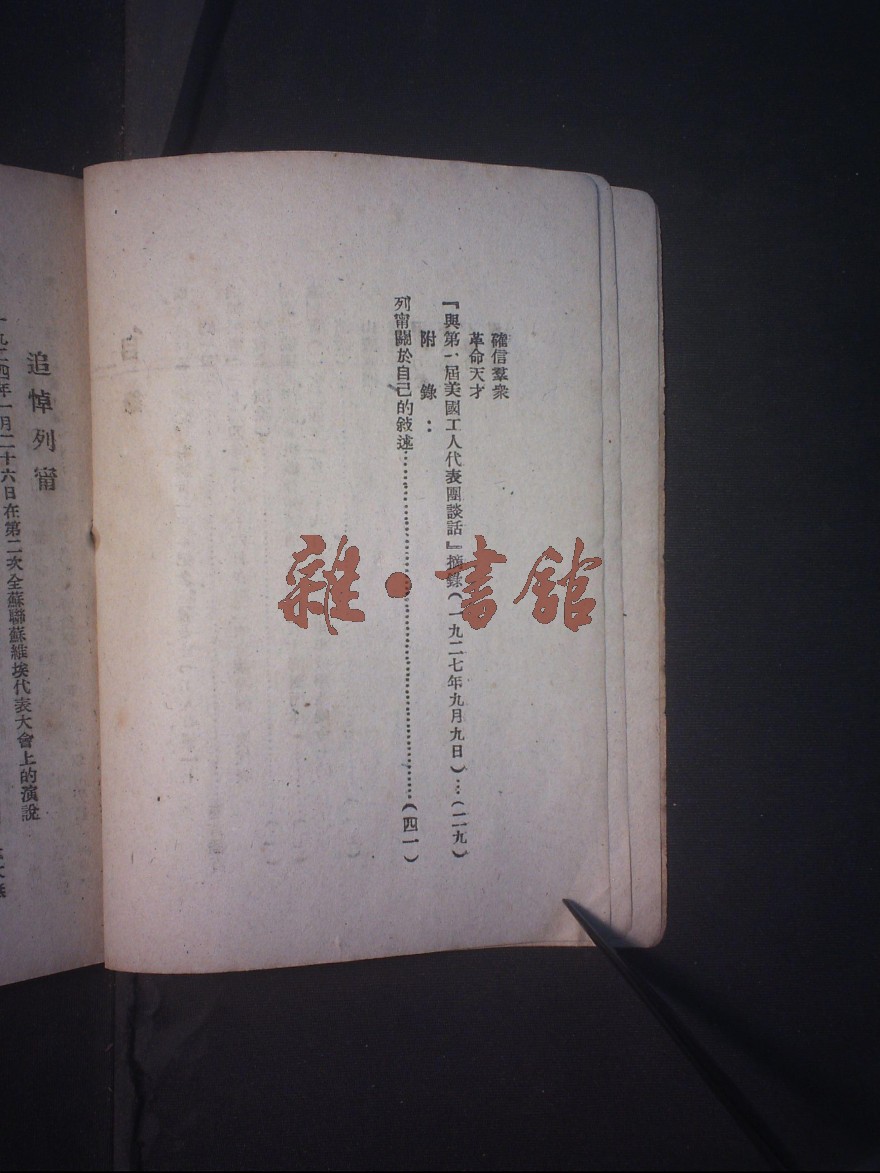 確信羣衆
革命天才
『與第一屆美國工人代表團談話』摘錄(一九二七年九月九日)…(二九)
附錄：
列甯關於自己的敍述………………………………………(四一)
追悼列甯
一九二四年一月二十六日在第二次全蘇聯蘇維埃代表大會上的演說
雜·書館